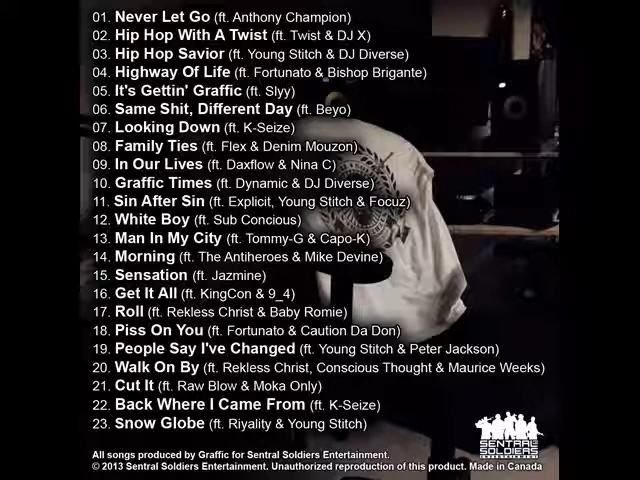 01. Never Let Go (ft. Anthony Champion)
02. Hip Hop With A Twist (ft. Twist & DJ X)
03. Hip Hop Savior (ft. Young Stitch & DJ Diverse)
04. Highway Of Life (ft. Fortunato & Bishop Brigante)
05. It's Gettin' Graffic (ft. Slyy)
06. Same Shit, Different Day (ft. Beyo)
07. Looking Down (ft. K-Seize)
08. Family Ties (ft. Flex & Denim Mouzon)
09. In Our Lives (ft. Daxflow & Nina C)
10. Graffic Times (ft. Dynamic & DJ Diverse)
11. Sin After Sin (ft. Explicit, Young Stitch & Focuz)
12. White Boy (ft. Sub Concious)
13. Man In My City (ft. Tommy-G & Capo-K)
14. Morning (ft. The Antiheroes & Mike Devine)
15. Sensation (ft. Jazmine)
16. Get It All (ft. KingCon & 9_4)
17. Roll (ft. Rekless Christ & Baby Romie)
18. Piss On You (ft. Fortunato & Caution Da Don)
19. People Say I've Changed (ft. Young Stitch & Peter Jackson)
20. Walk On By (ft. Rekless Christ, Conscious Thought & Maurice Weeks)
21. Cut It (ft. Raw Blow & Moka Only)
22. Back Where I Came From (ft. K-Seize)
23. Snow Globe (ft. Riyality & Young Stitch)
SENTRAL
SOLDIERS
ENTERTAINMENT
All songs produced by Graffic for Sentral Soldiers Entertainment.
© 2013 Sentral Soldiers Entertainment. Unauthorized reproduction of this product. Made in Canada